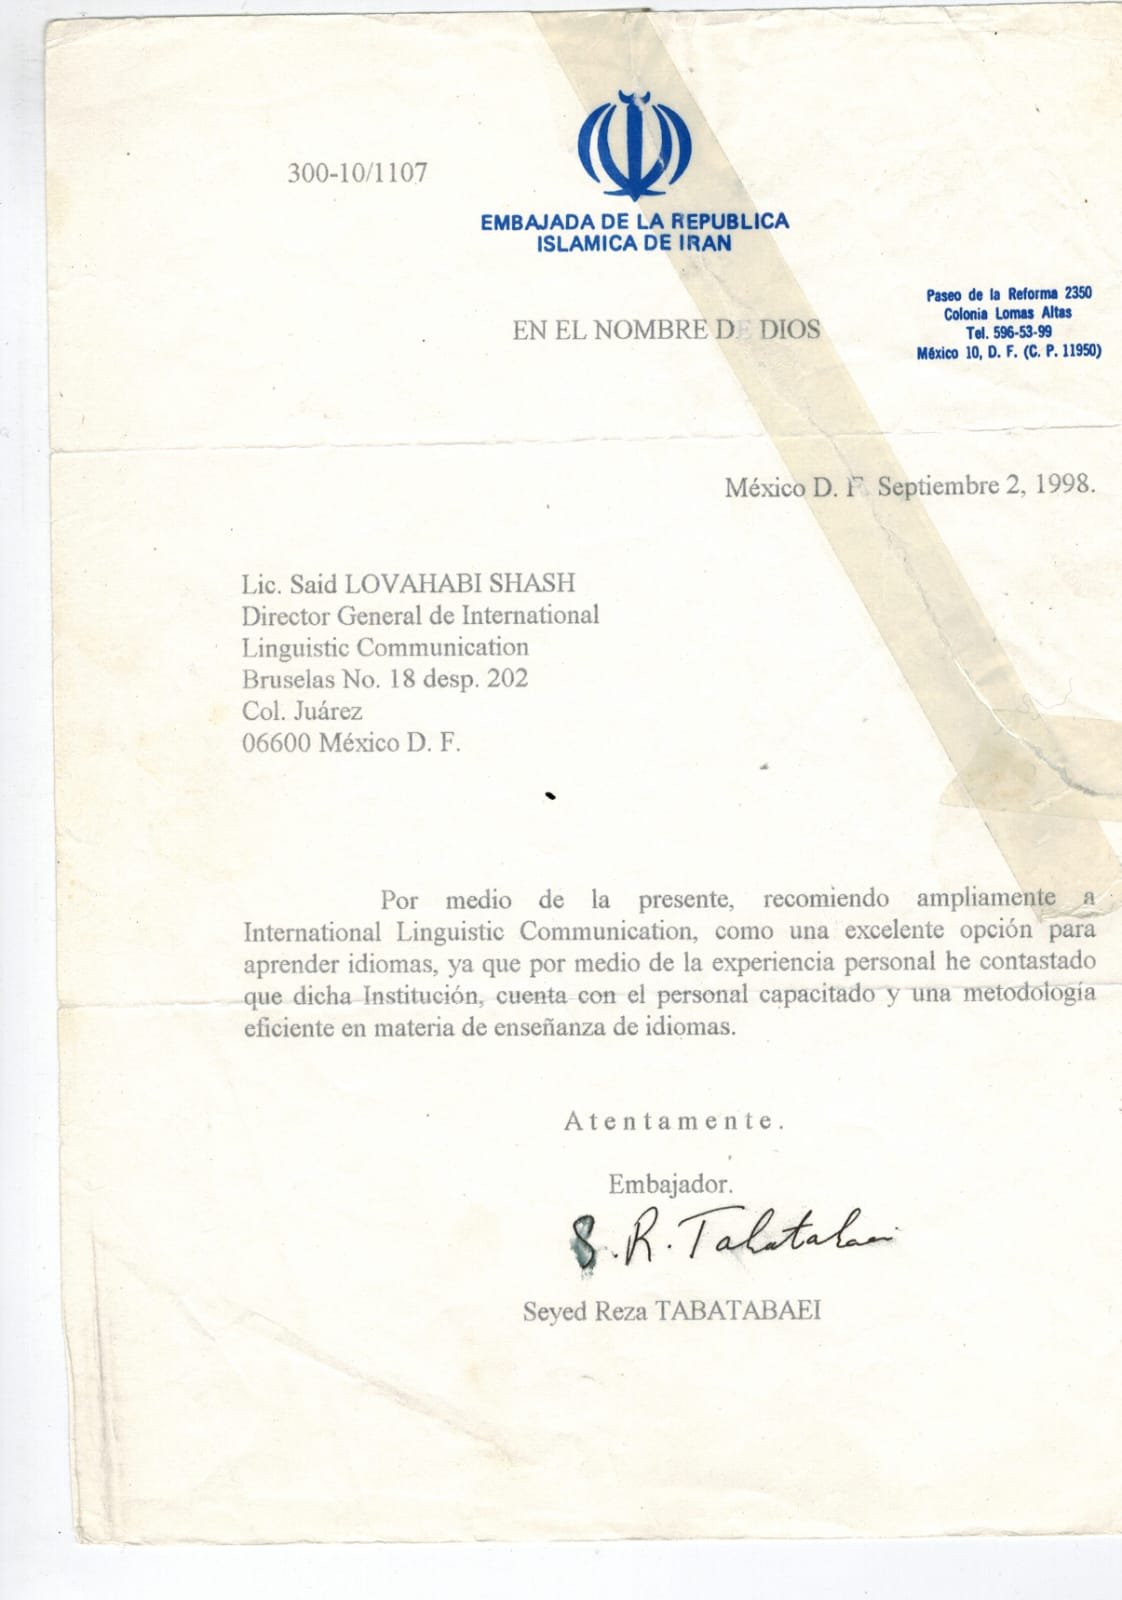 300-10/1107
EMBAJADA DE LA REPUBLICA
ISLAMICA DE IRAN
Paseo de la Reforma 2350
Colonia Lomas Altas
Tel. 596-53-99
México 10, D. F. (C. P. 11950)
EN EL NOMBRE DE DIOS
México D. F. Septiembre 2, 1998.
Lic. Said LOVAHABI SHASH
Director General de International
Linguistic Communication
Bruselas No. 18 desp. 202
Col. Juárez
06600 México D. F.
Por medio de la presente, recomiendo ampliamente a
International Linguistic Communication, como una excelente opción para
aprender idiomas, ya que por medio de la experiencia personal he contastado
que dicha Institución, cuenta con el personal capacitado y una metodología
eficiente en materia de enseñanza de idiomas.
Atentamente.
Embajador.
S. R. Tabatabaei
Seyed Reza TABATABAEI